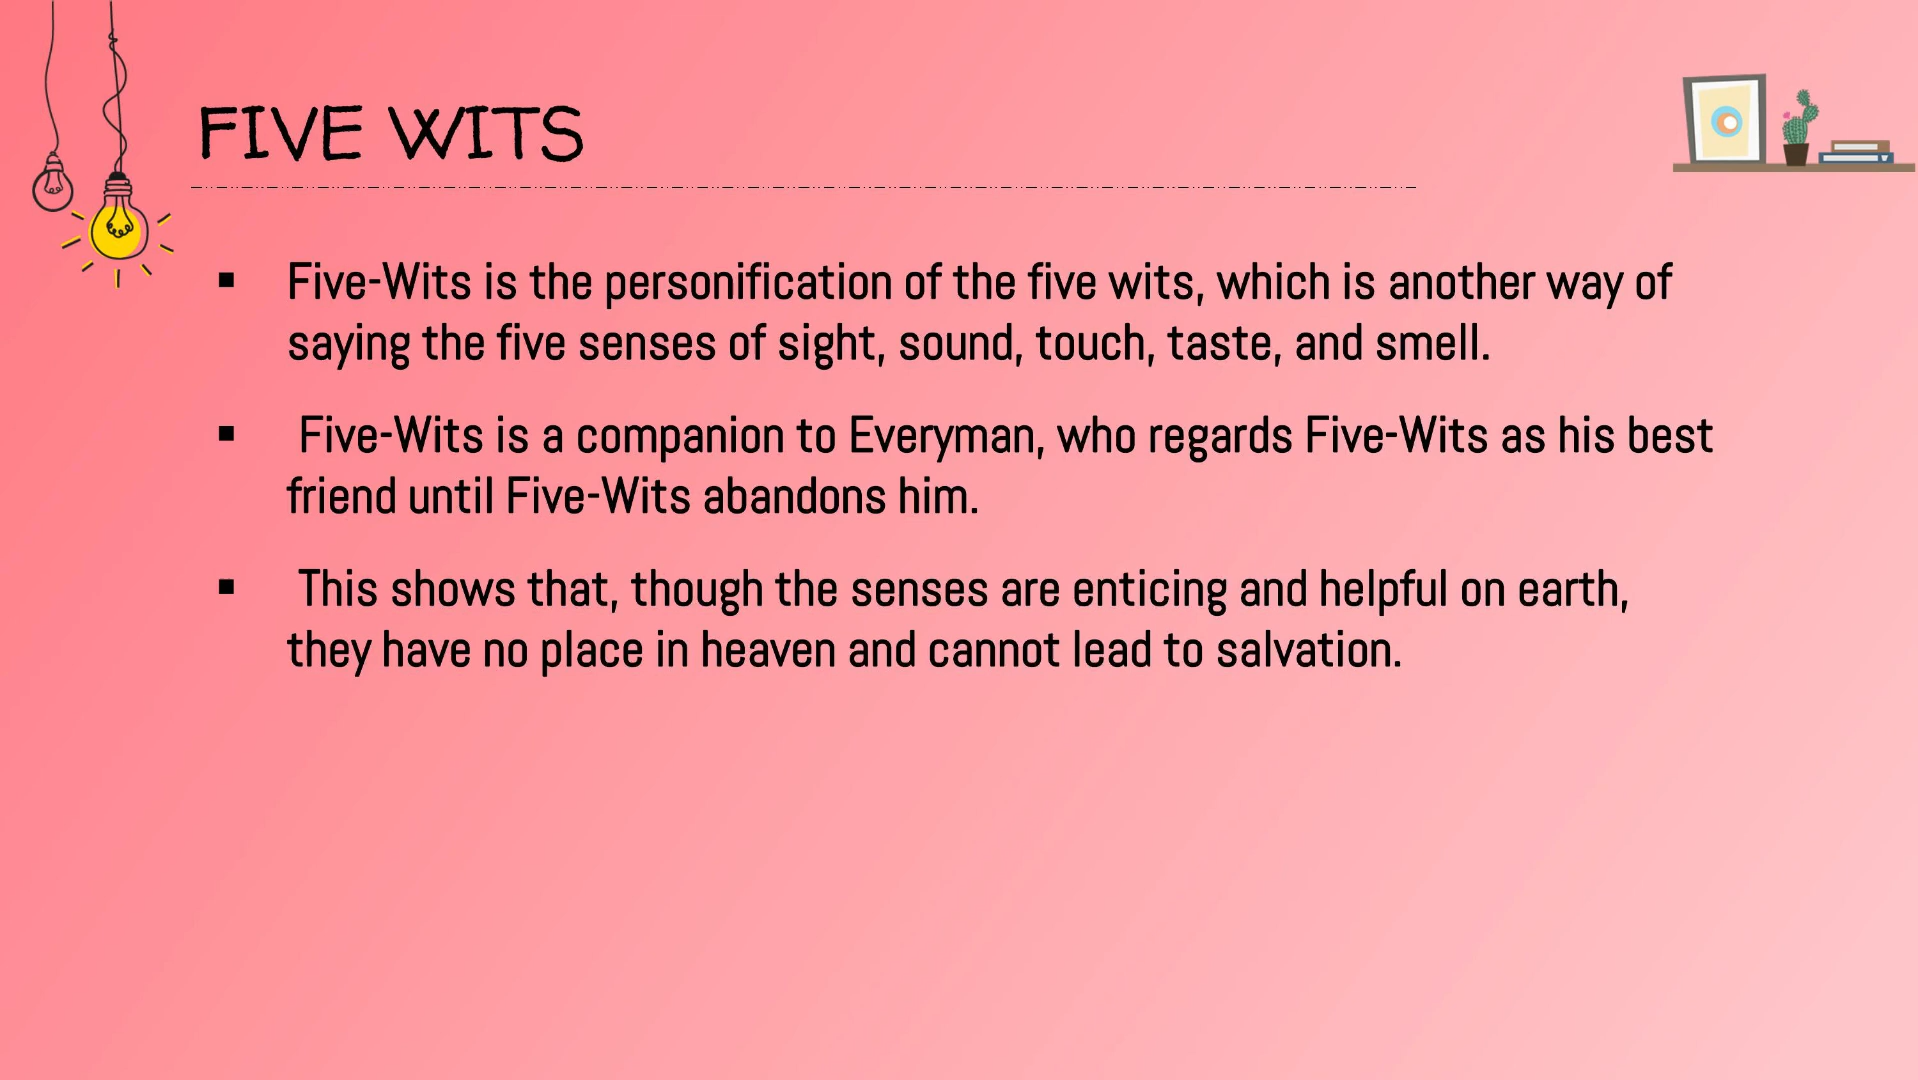 FIVE WITS
▪ Five-Wits is the personification of the five wits, which is another way of
saying the five senses of sight, sound, touch, taste, and smell.
▪ Five-Wits is a companion to Everyman, who regards Five-Wits as his best
friend until Five-Wits abandons him.
▪ This shows that, though the senses are enticing and helpful on earth,
they have no place in heaven and cannot lead to salvation.